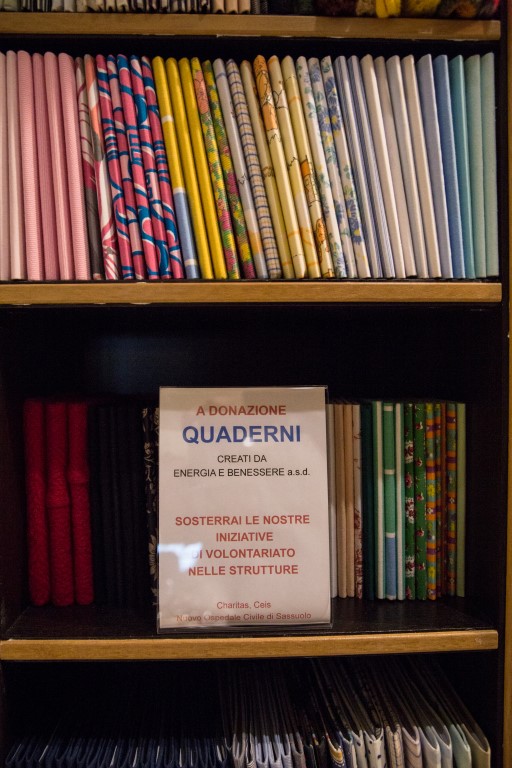 A DONAZIONE
QUADERNI
CREATI DA
ENERGIA E BENESSERE a.s.d.
SOSTERRAI LE NOSTRE
INIZIATIVE
DI VOLONTARIATO
NELLE STRUTTURE
Charitas, Ceis
Nuovo Ospedale Civile di Sassuolo